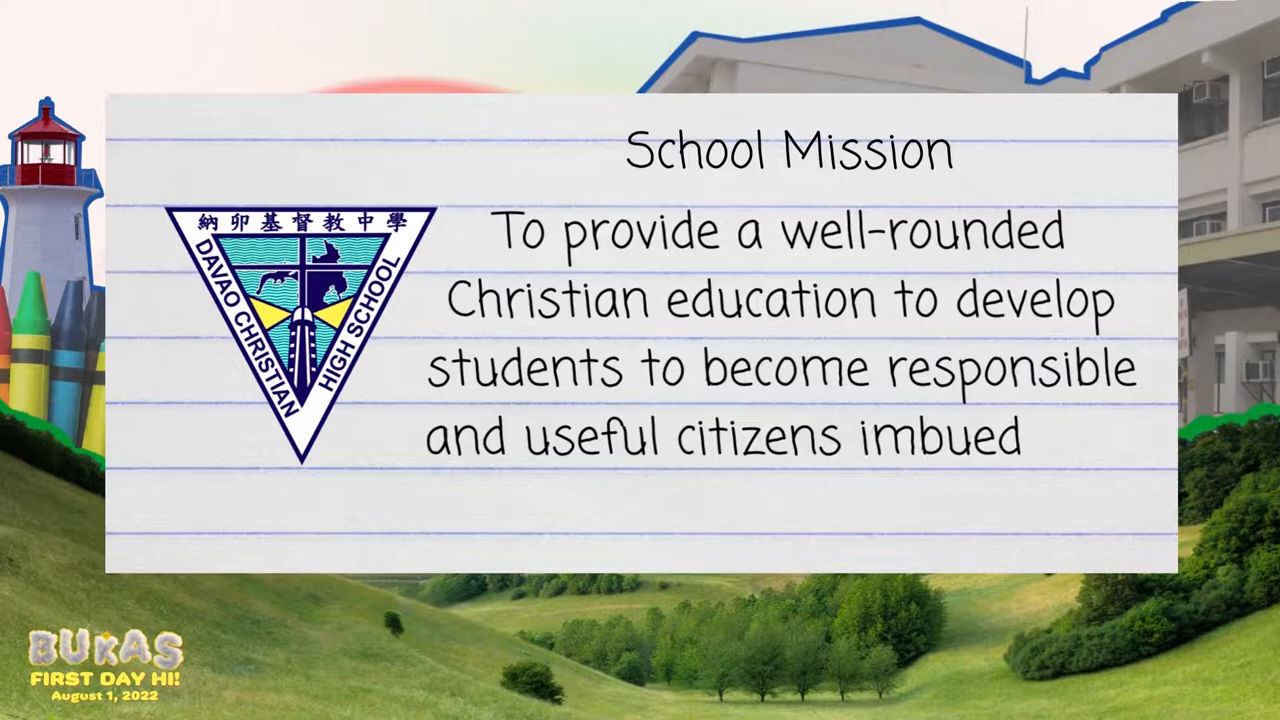 School Mission
To provide a well-rounded
Christian education to develop
students to become responsible
and useful citizens imbued
納卯基督教中學
DAVAO CHRISTIAN
HIGH SCHOOL
BUKAS
FIRST DAY HI!
August 1, 2022